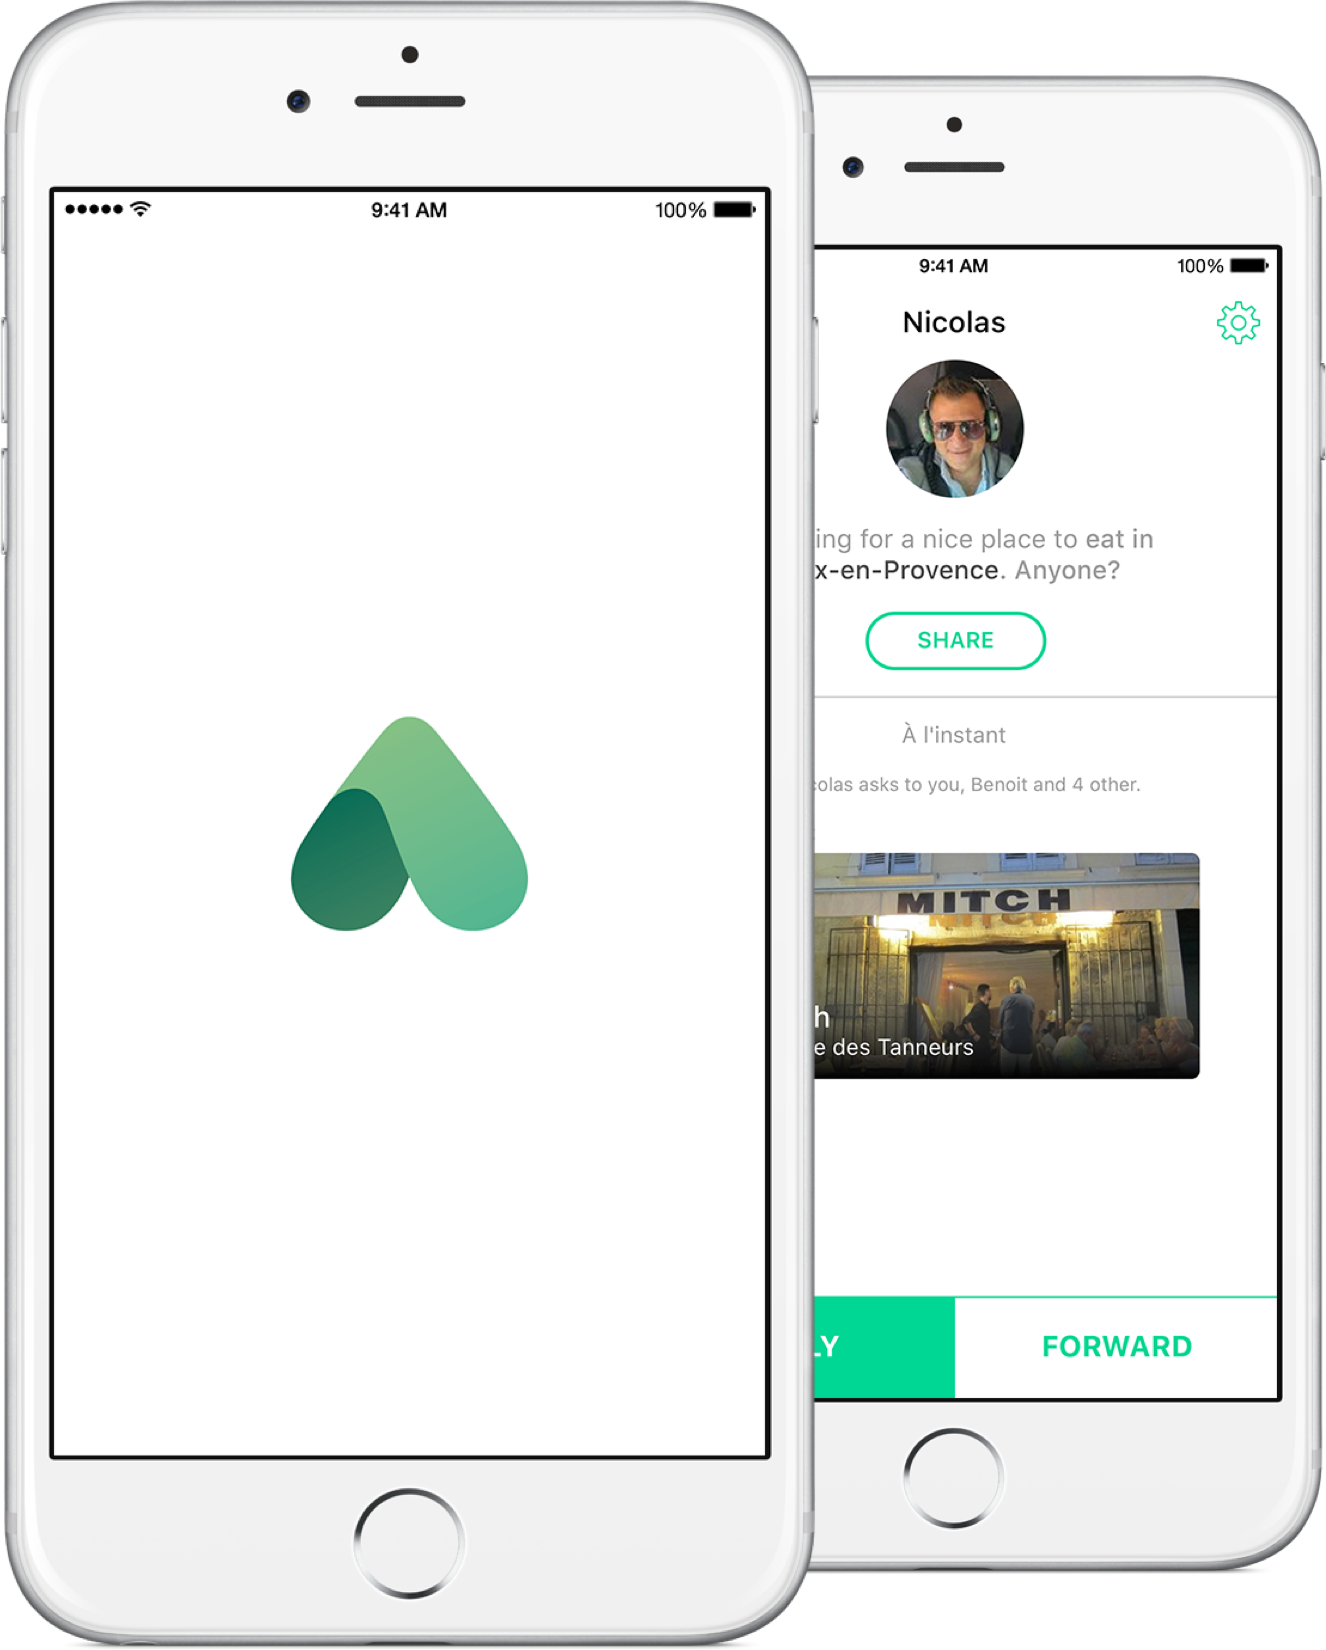 9:41 AM
100%
9:41 AM
100%
Nicolas
ing for a nice place to eat in
x-en-Provence. Anyone?
SHARE
À l'instant
colas asks to you, Benoit and 4 other.
MITCH
h
e des Tanneurs
LY
FORWARD